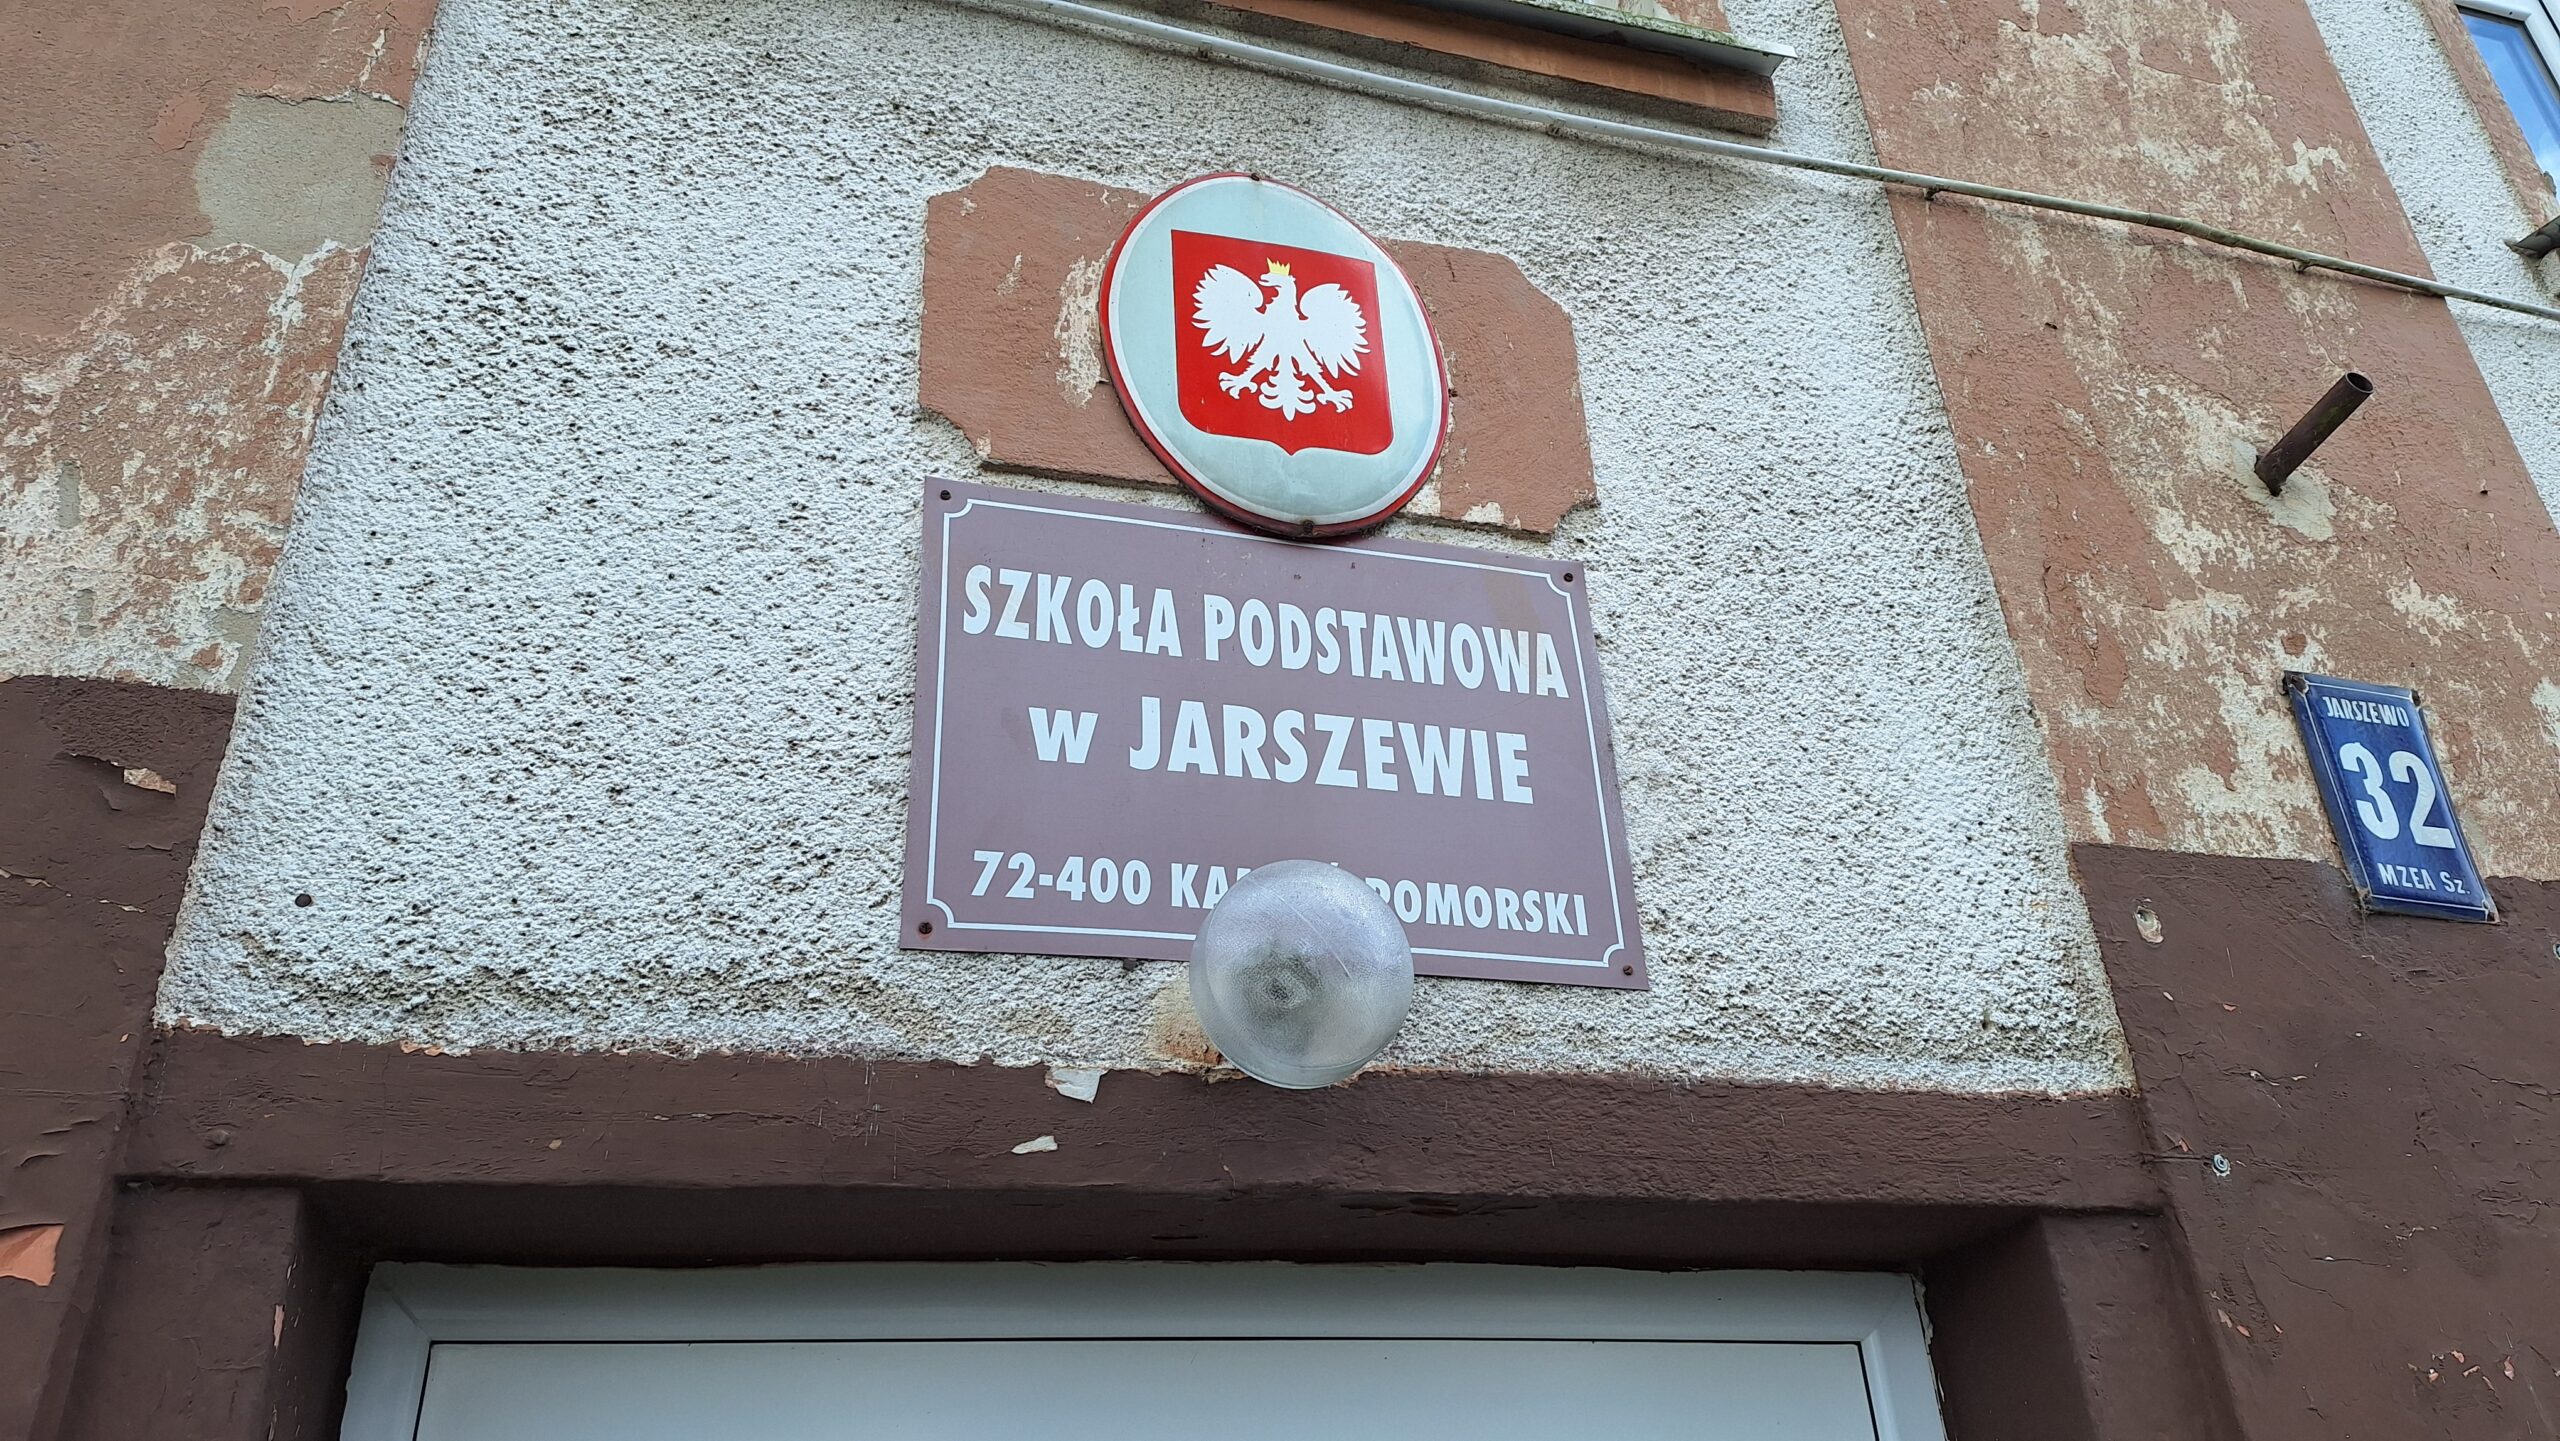 SZKOŁA PODSTAWOWA
w JARSZEWIE
72-400 POMORSKI
JARSZEWO
32
MZEA Sz.